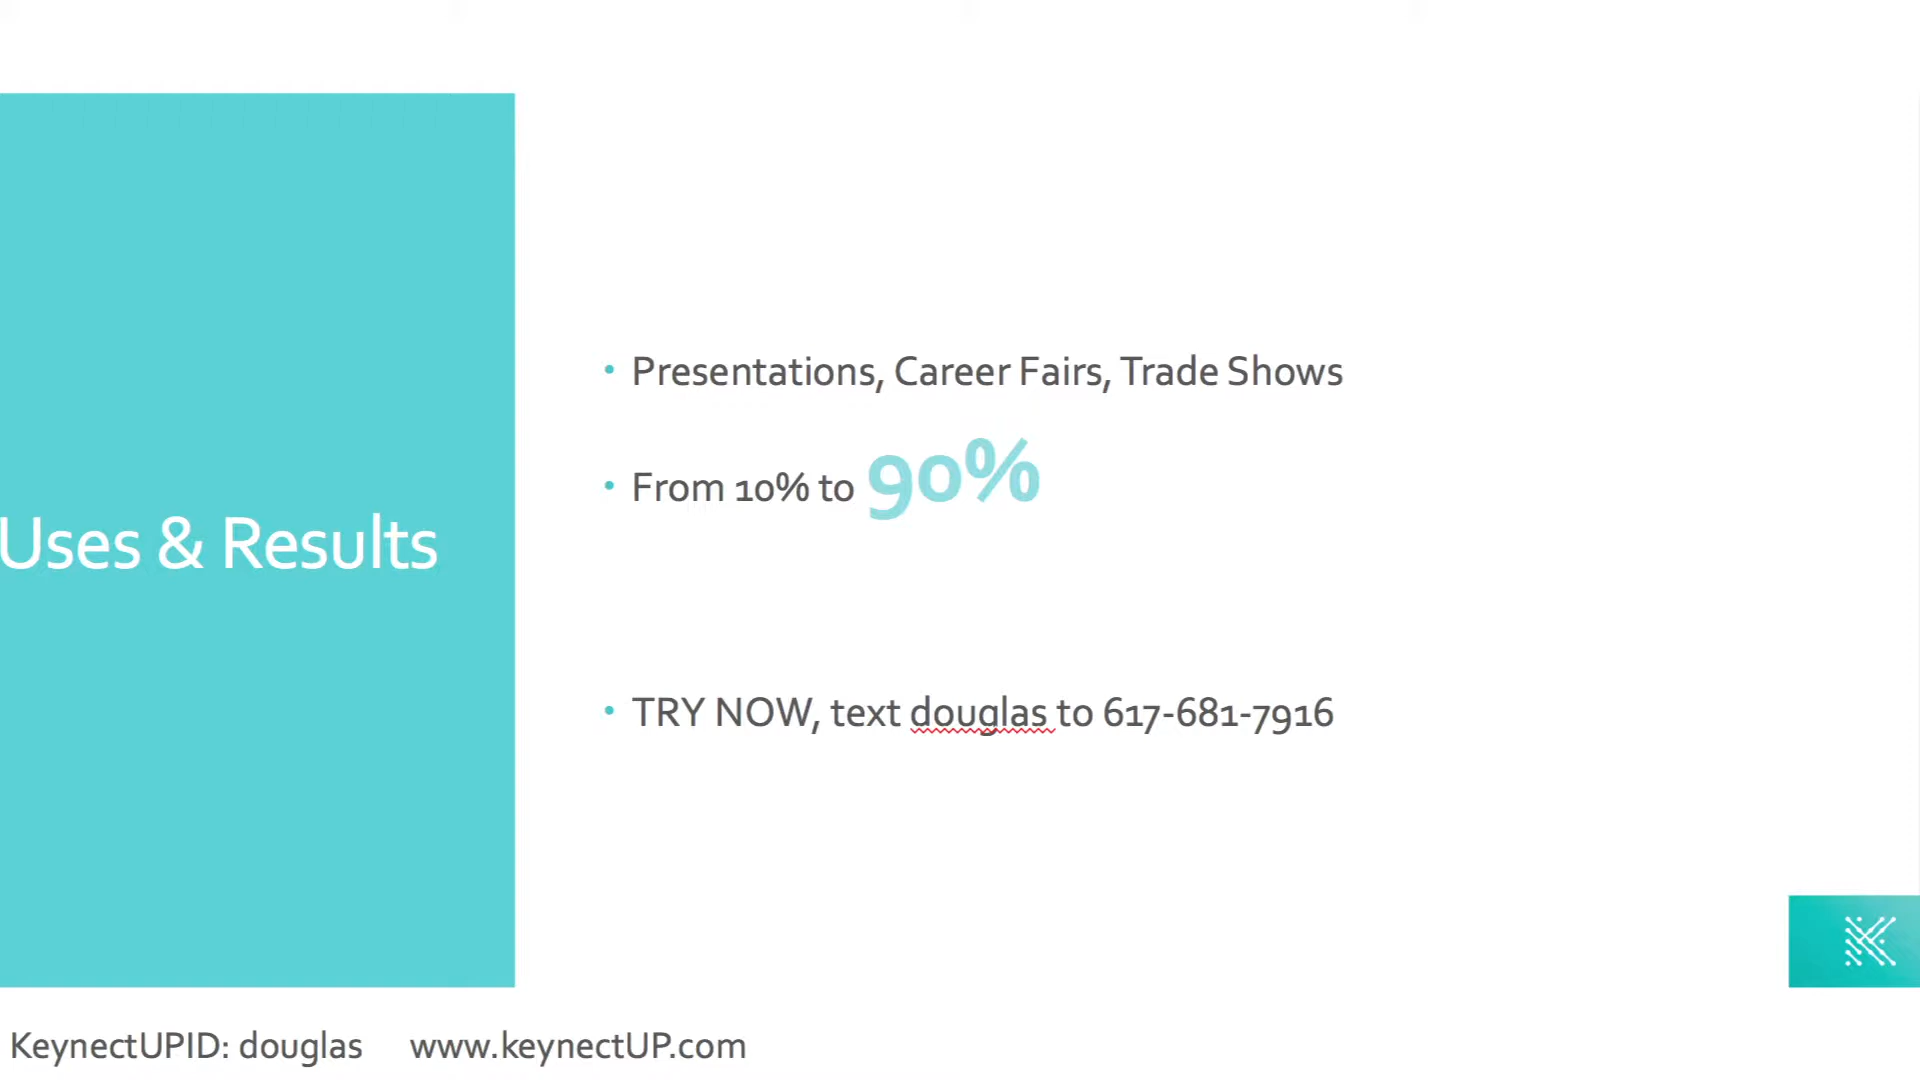 Uses & Results
• Presentations, Career Fairs, Trade Shows
• From 10% to 90%
• TRY NOW, text douglas to 617-681-7916
KeynectUPID: douglas www.keynectUP.com